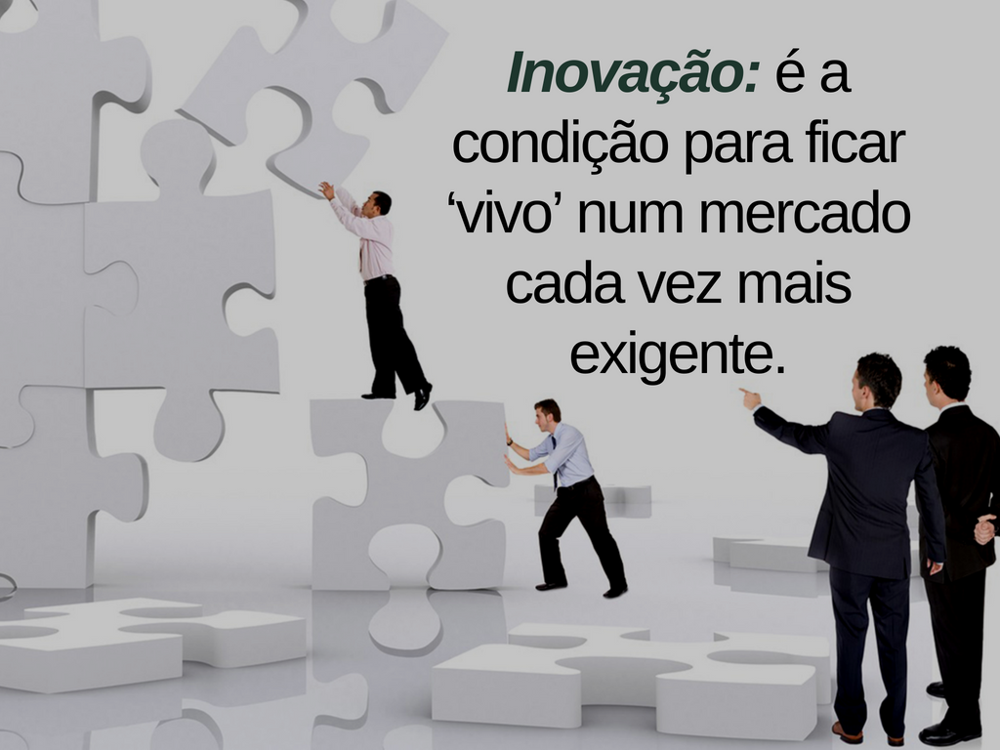 Inovação: é a
condição para ficar
‘vivo’ num mercado
cada vez mais
exigente.